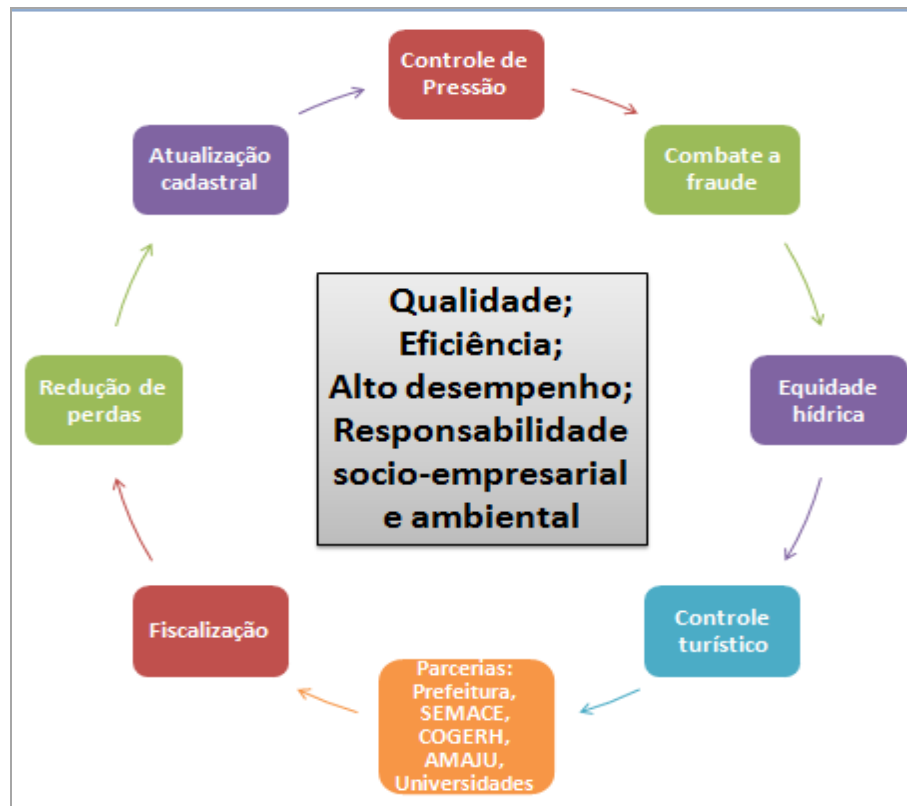 Controle de
Pressão
Combate a
fraude
Equidade
hídrica
Controle
turístico
Parcerias:
Prefeitura,
SEMACE,
COGERH,
AMAJU,
Universidades
Fiscalização
Redução de
perdas
Atualização
cadastral
Qualidade;
Eficiência;
Alto desempenho;
Responsabilidade
socio-empresarial
e ambiental